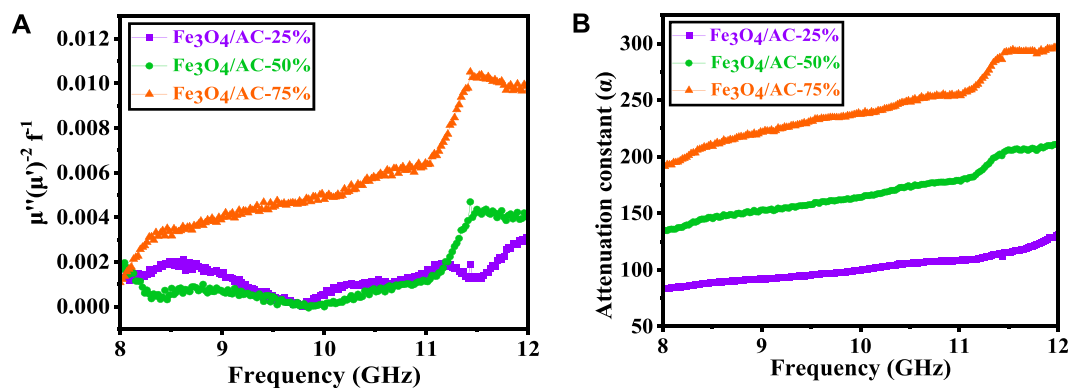 A
Fe3O4/AC-25%
Fe3O4/AC-50%
Fe3O4/AC-75%
0.012
0.010
0.008
0.006
0.004
0.002
0.000
μ''(μ')-2 f-1
8 9 10 11 12
Frequency (GHz)
B
Fe3O4/AC-25%
Fe3O4/AC-50%
Fe3O4/AC-75%
300
250
200
150
100
50
Attenuation constant (α)
8 9 10 11 12
Frequency (GHz)